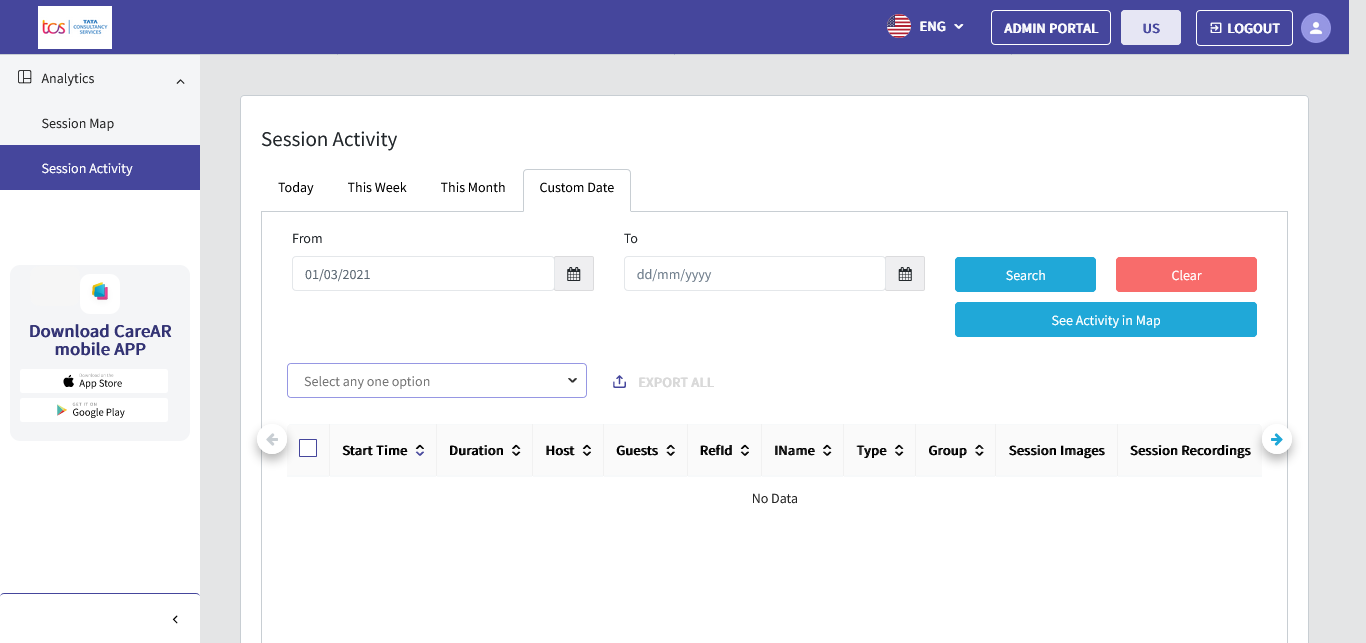 tcs TATA
CONSULTANCY
SERVICES
ENG
ADMIN PORTAL
US
LOGOUT
Analytics
Session Map
Session Activity
Download CareAR
mobile APP
Download on the
App Store
GET IT ON
Google Play
Session Activity
Today This Week This Month Custom Date
From To
01/03/2021 dd/mm/yyyy Search Clear
See Activity in Map
Select any one option EXPORT ALL
Start Time Duration Host Guests RefId IName Type Group Session Images Session Recordings
No Data